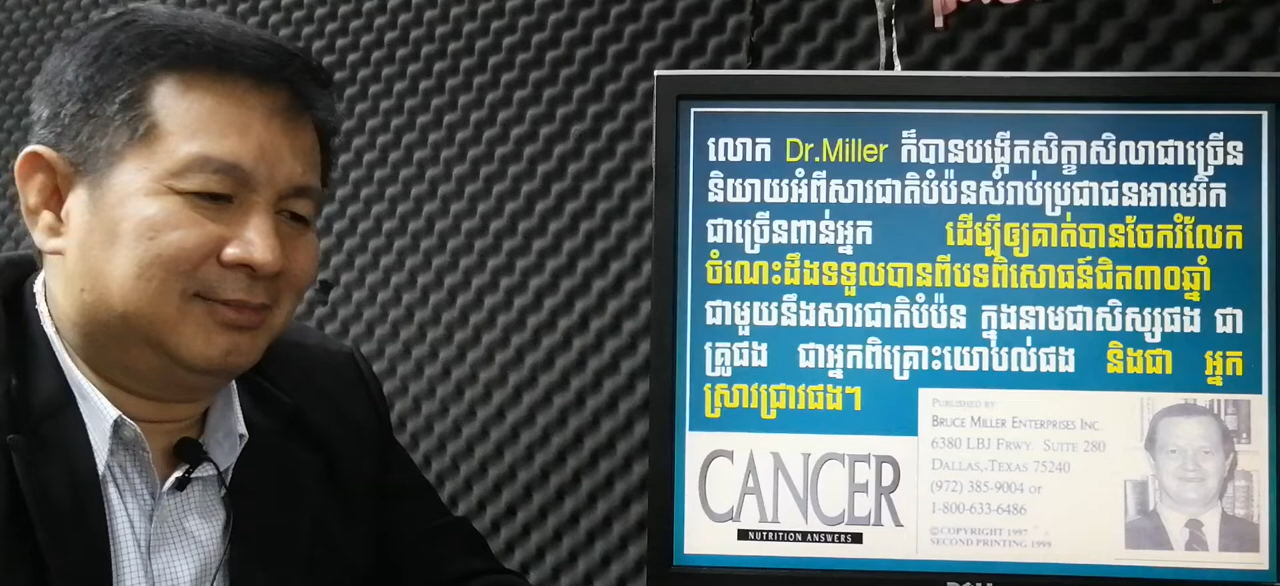 លោក Dr.Miller ក៏បានបង្កើតសិក្ខាសិលាជាច្រើន
និយាយអំពីសារជាតិបំប៉នសំរាប់ប្រជាជនអាមេរិក
ជាច្រើនពាន់អ្នក ដើម្បីឲ្យគាត់បានចែករំលែក
ចំណេះដឹងទទួលបានពីបទពិសោធន៍ជិត៣០ឆ្នាំ
ជាមួយនឹងសារជាតិបំប៉ន ក្នុងនាមជាសិស្សផង ជា
គ្រូផង ជាអ្នកពិគ្រោះយោបល់ផង និងជា អ្នក
ស្រាវជ្រាវផង។
PUBLISHED BY
BRUCE MILLER ENTERPRISES INC.
6380 LBJ FRWY. SUITE 280
DALLAS, TEXAS 75240
(972) 385-9004 or
1-800-633-6486
©COPYRIGHT 1997
SECOND PRINTING 1999
CANCER
NUTRITION ANSWERS